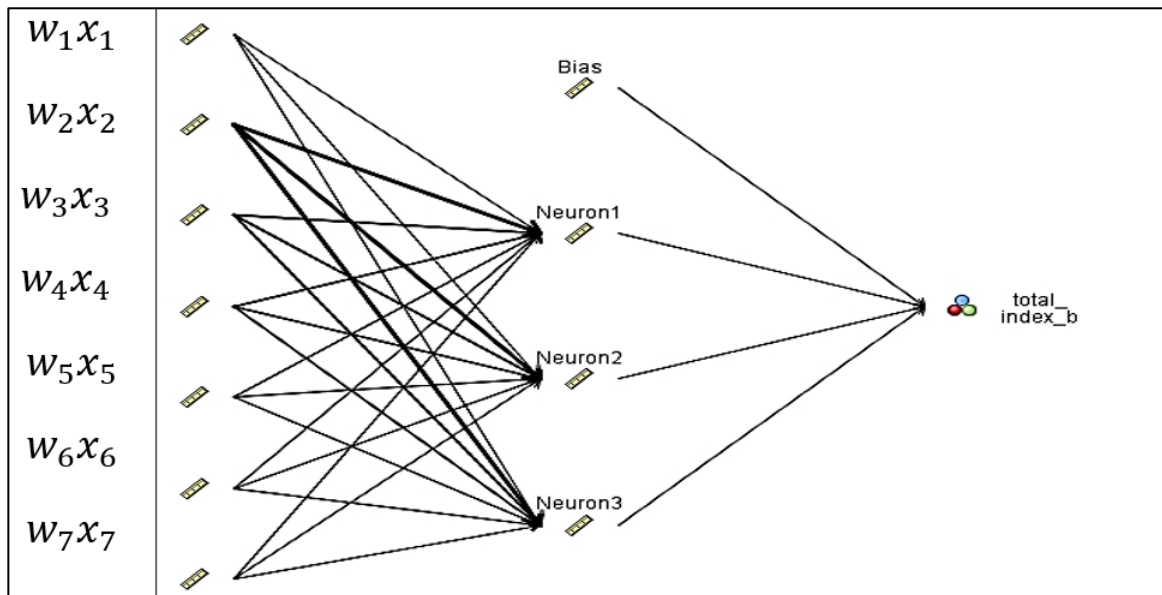 w₁x₁
w₂x₂
w₃x₃
w₄x₄
w₅x₅
w₆x₆
w₇x₇
Bias
Neuron1
Neuron2
Neuron3
total_
index_b